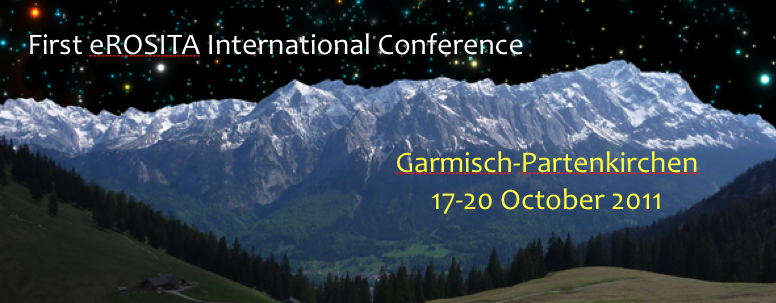 First eROSITA International Conference
Garmisch-Partenkirchen
17-20 October 2011